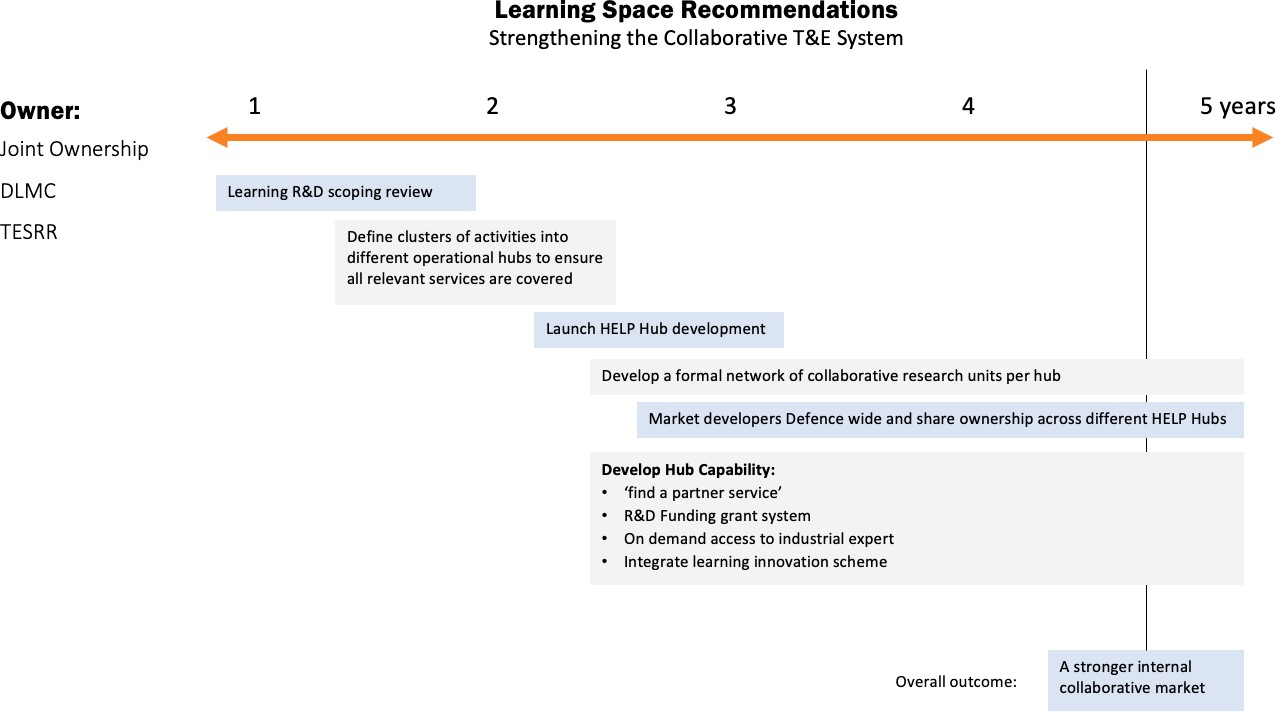 Learning Space Recommendations
Strengthening the Collaborative T&E System
Owner:
1 2 3 4 5 years
Joint Ownership
DLMC
TESRR
Learning R&D scoping review
Define clusters of activities into
different operational hubs to ensure
all relevant services are covered
Launch HELP Hub development
Develop a formal network of collaborative research units per hub
Market developers Defence wide and share ownership across different HELP Hubs
Develop Hub Capability:
• ‘find a partner service’
• R&D Funding grant system
• On demand access to industrial expert
• Integrate learning innovation scheme
Overall outcome:
A stronger internal
collaborative market